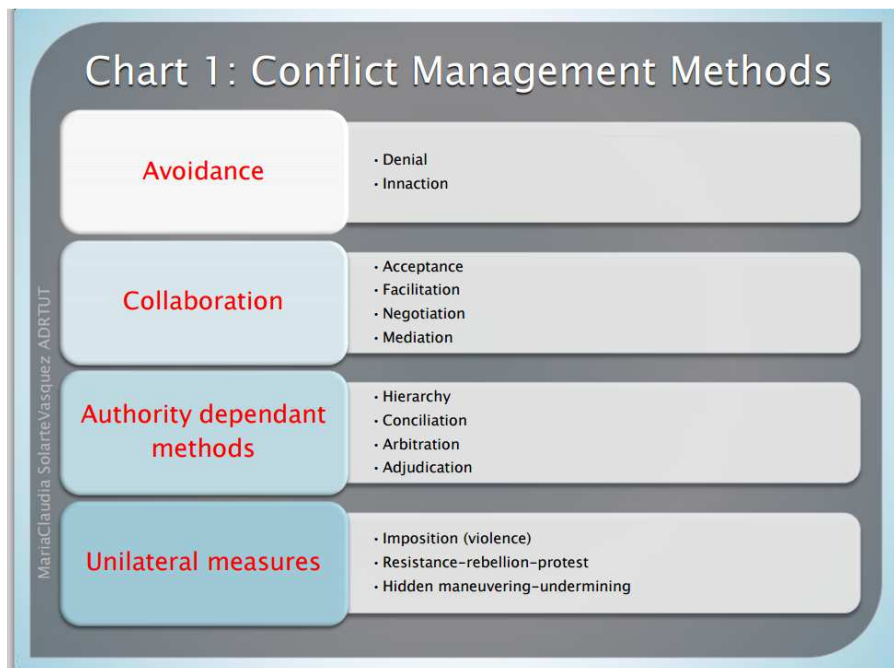 Chart 1: Conflict Management Methods
Avoidance
· Denial
· Innaction
Collaboration
· Acceptance
· Facilitation
· Negotiation
· Mediation
Authority dependant
methods
· Hierarchy
· Conciliation
· Arbitration
· Adjudication
Unilateral measures
· Imposition (violence)
· Resistance-rebellion-protest
· Hidden maneuvering-undermining
MariaClaudia SolarteVasquez ADRTUT